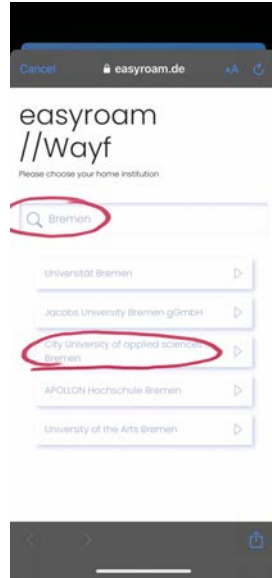 Cancel easyroam.de AA
easyroam
//Wayf
Please choose your home institution
Bremen
Universität Bremen
Jacobs University Bremen gGmbH
City University of applied sciences
Bremen
APOLLON Hochschule Bremen
University of the Arts Bremen